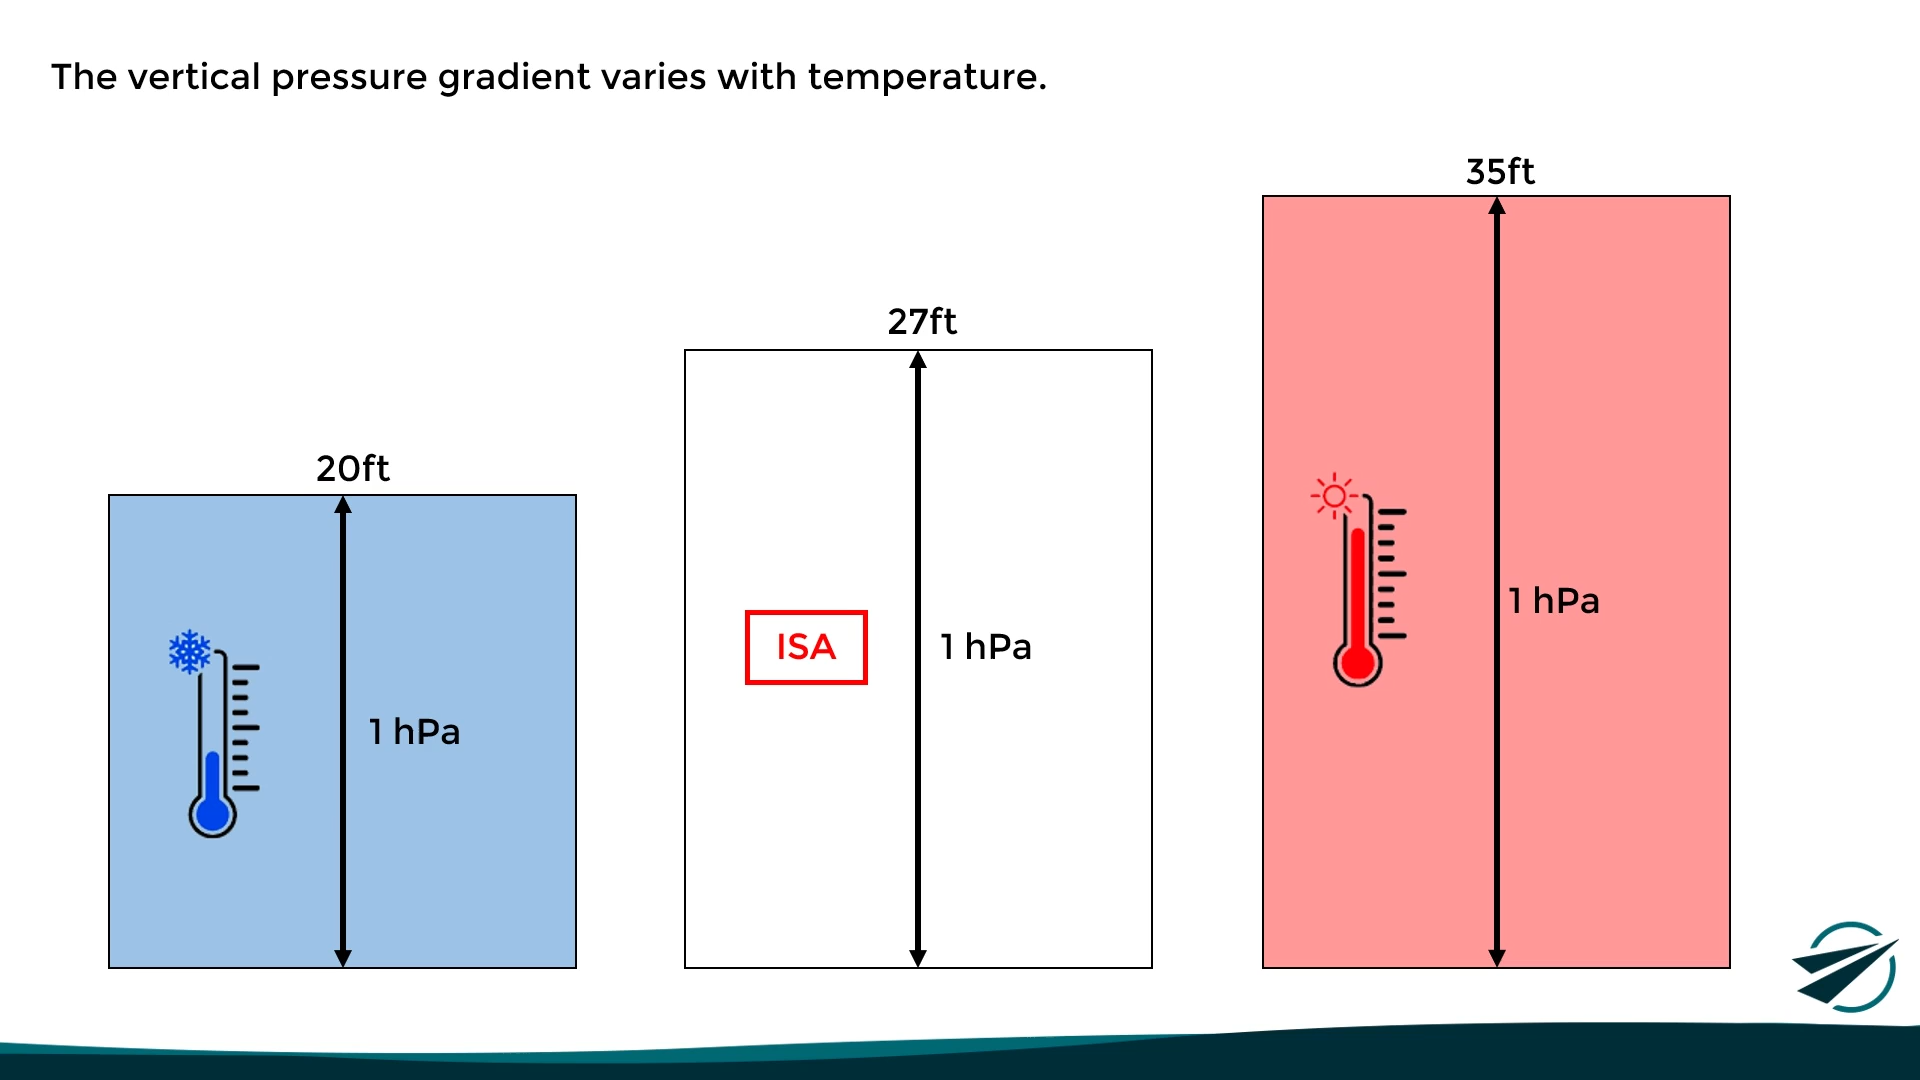 The vertical pressure gradient varies with temperature.
20ft
1 hPa
27ft
ISA
1 hPa
35ft
1 hPa